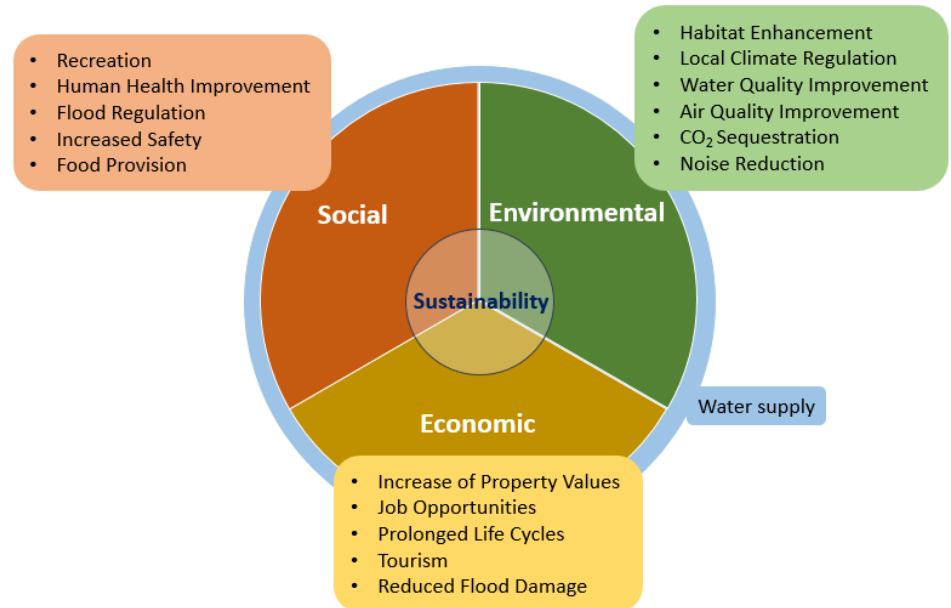 • Recreation
• Human Health Improvement
• Flood Regulation
• Increased Safety
• Food Provision
• Habitat Enhancement
• Local Climate Regulation
• Water Quality Improvement
• Air Quality Improvement
• CO₂ Sequestration
• Noise Reduction
Social
Environmental
Sustainability
Economic
Water supply
• Increase of Property Values
• Job Opportunities
• Prolonged Life Cycles
• Tourism
• Reduced Flood Damage